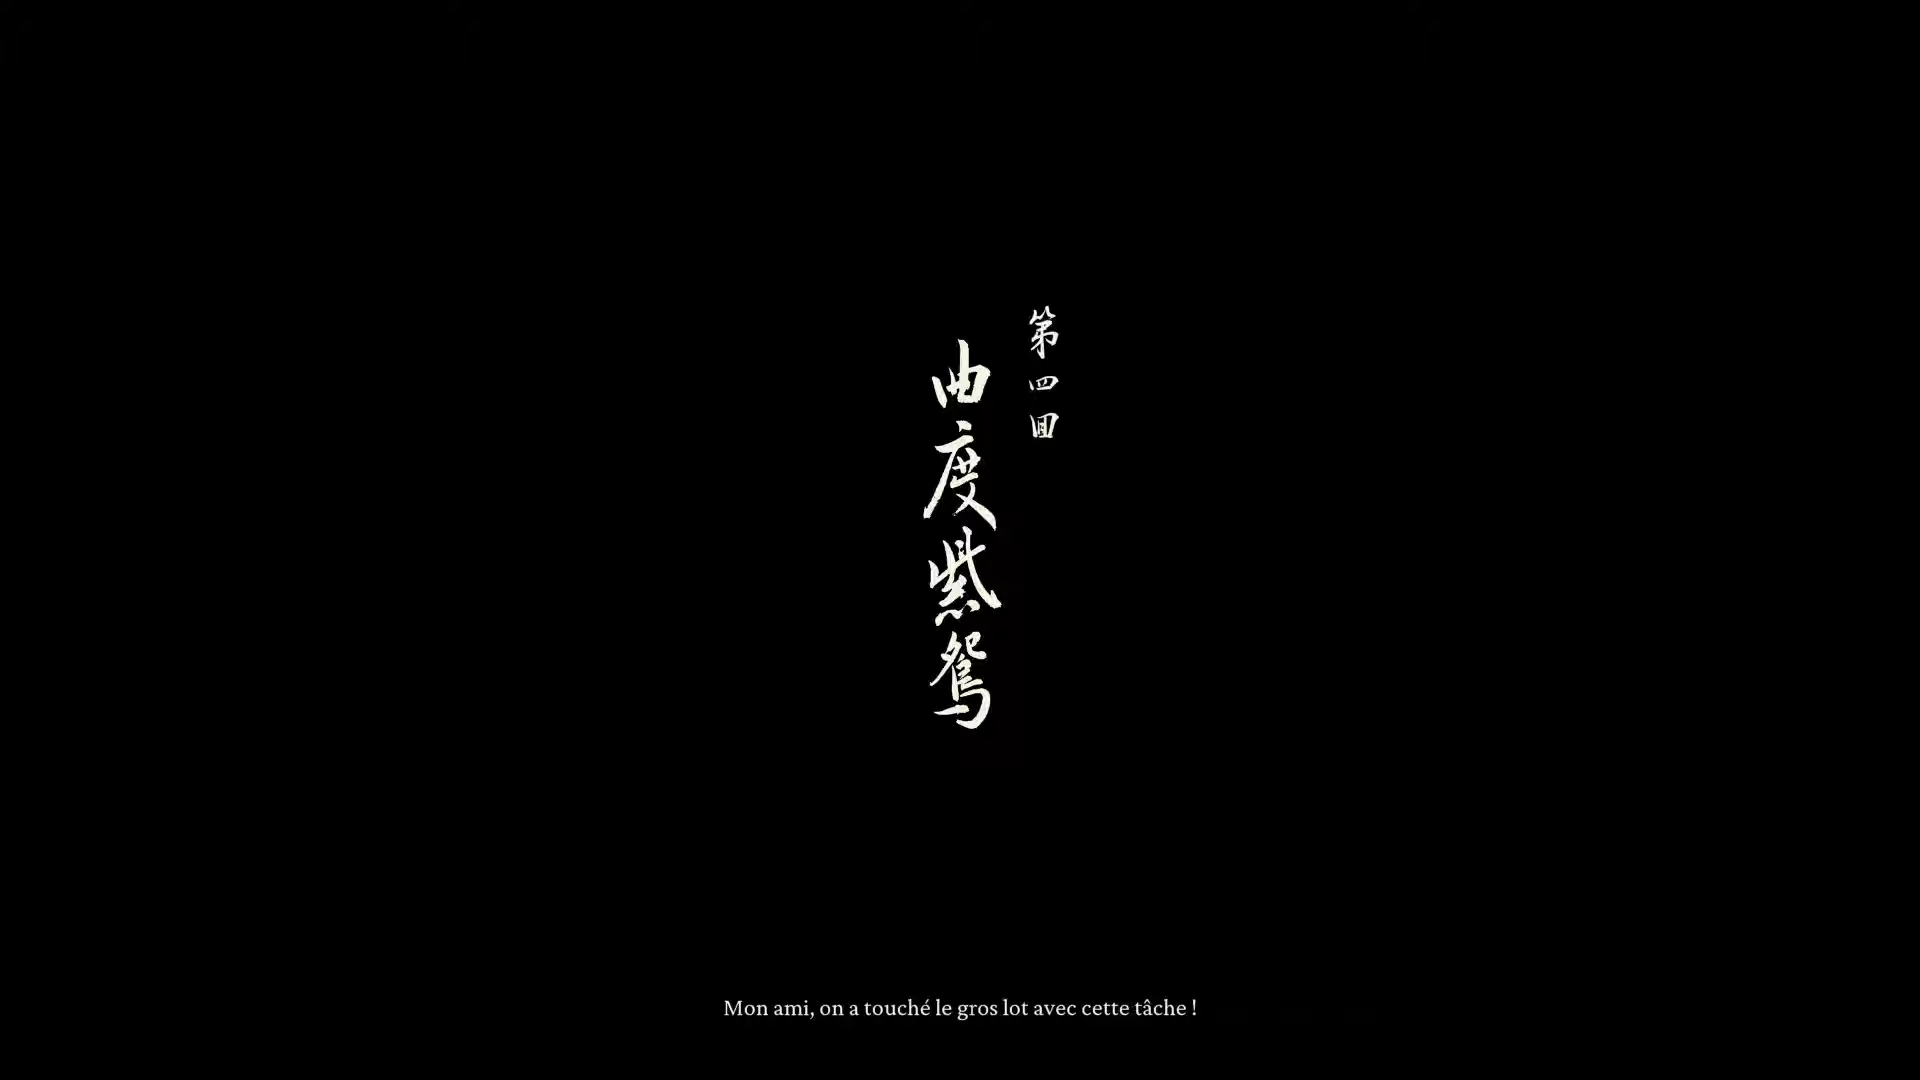 第四回
曲度紫鴛
Mon ami, on a touché le gros lot avec cette tâche !